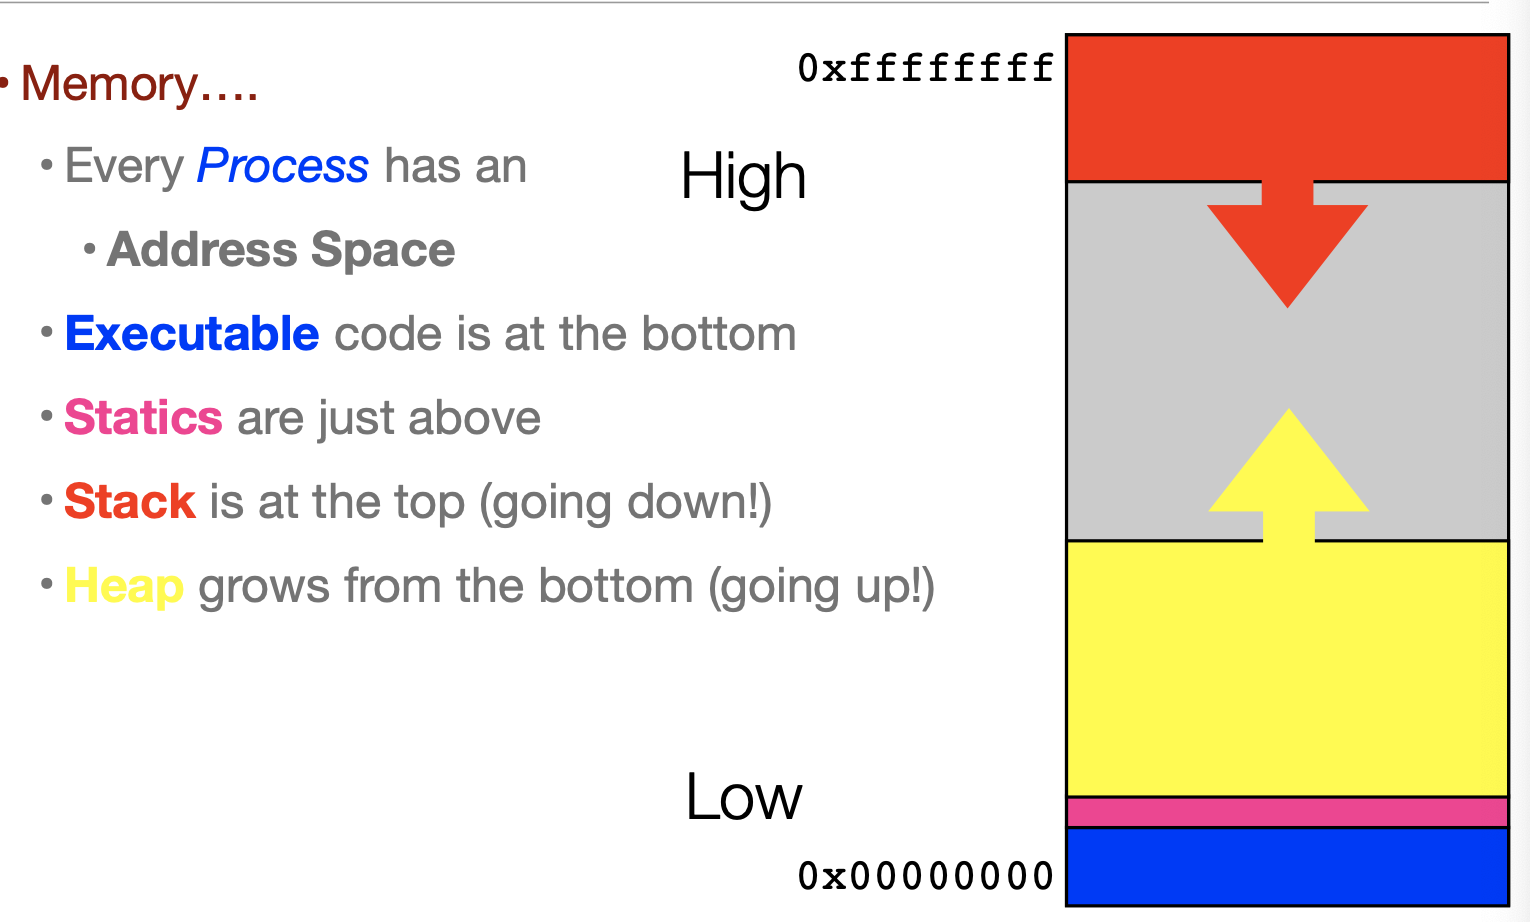 • Memory....
• Every Process has an
• Address Space
• Executable code is at the bottom
• Statics are just above
• Stack is at the top (going down!)
• Heap grows from the bottom (going up!)
0xffffffff
High
Low
0x00000000